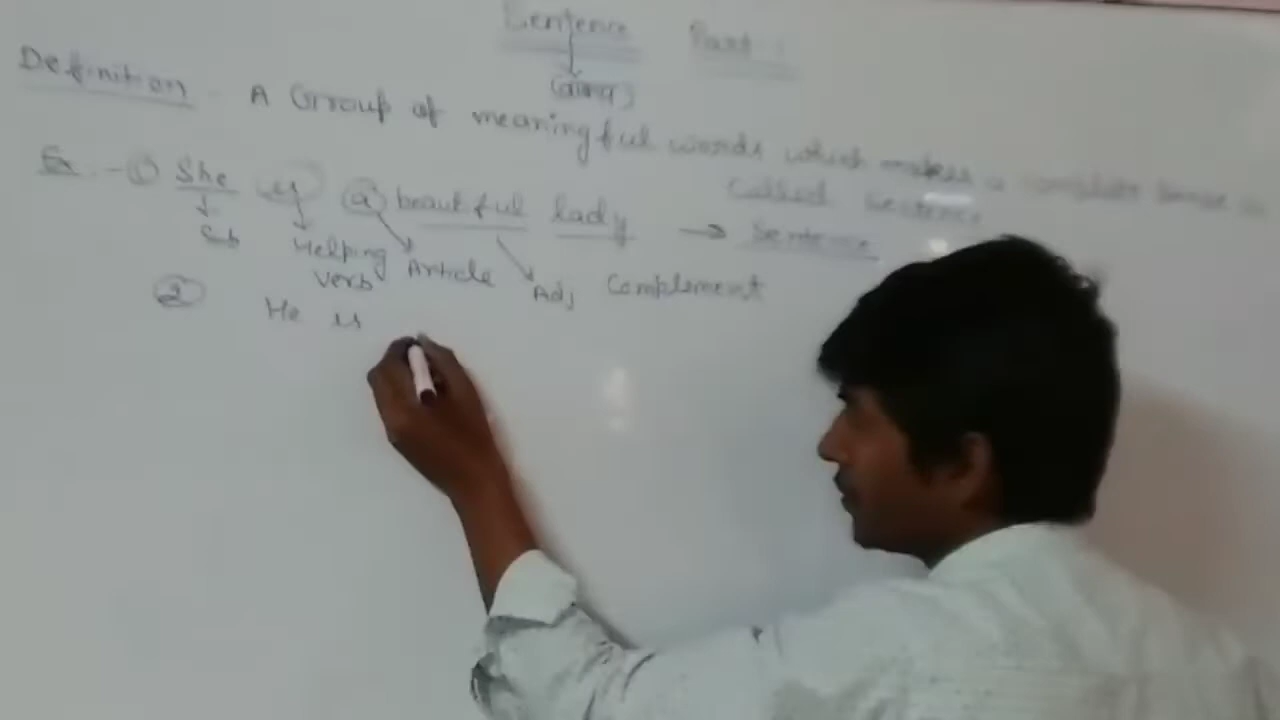 Sentence Part
Definition - A Group of meaningful words which makes a complete sense is
Called Sentence
Ex - ① She is a beautiful lady → Sentence
Sub Helping Verb Article Adj Complement
② He is